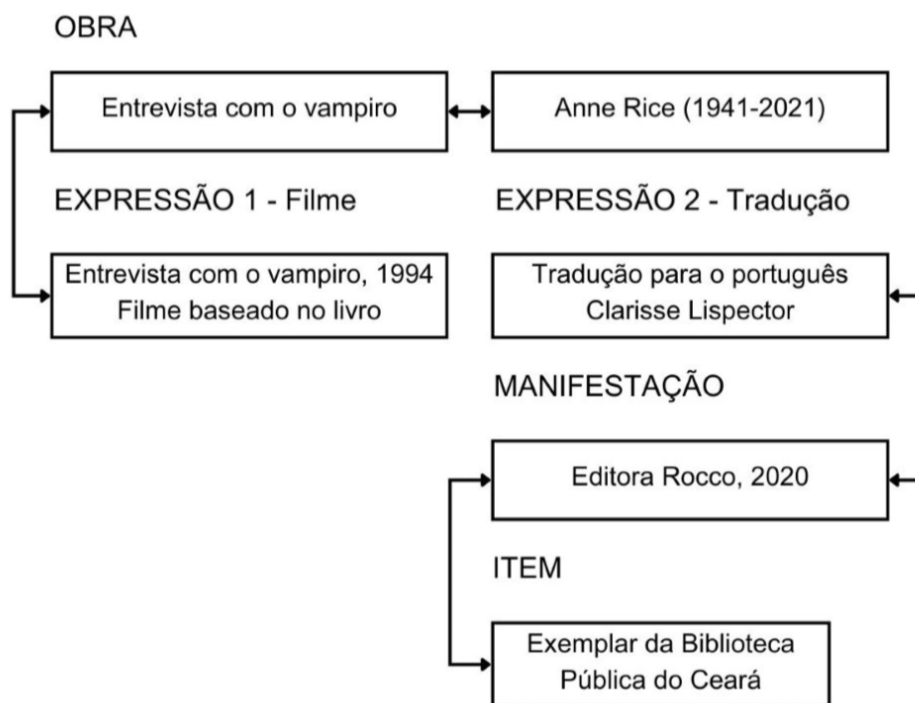 OBRA
Entrevista com o vampiro
Anne Rice (1941-2021)
EXPRESSÃO 1 - Filme
EXPRESSÃO 2 - Tradução
Entrevista com o vampiro, 1994
Filme baseado no livro
Tradução para o português
Clarisse Lispector
MANIFESTAÇÃO
Editora Rocco, 2020
ITEM
Exemplar da Biblioteca
Pública do Ceará